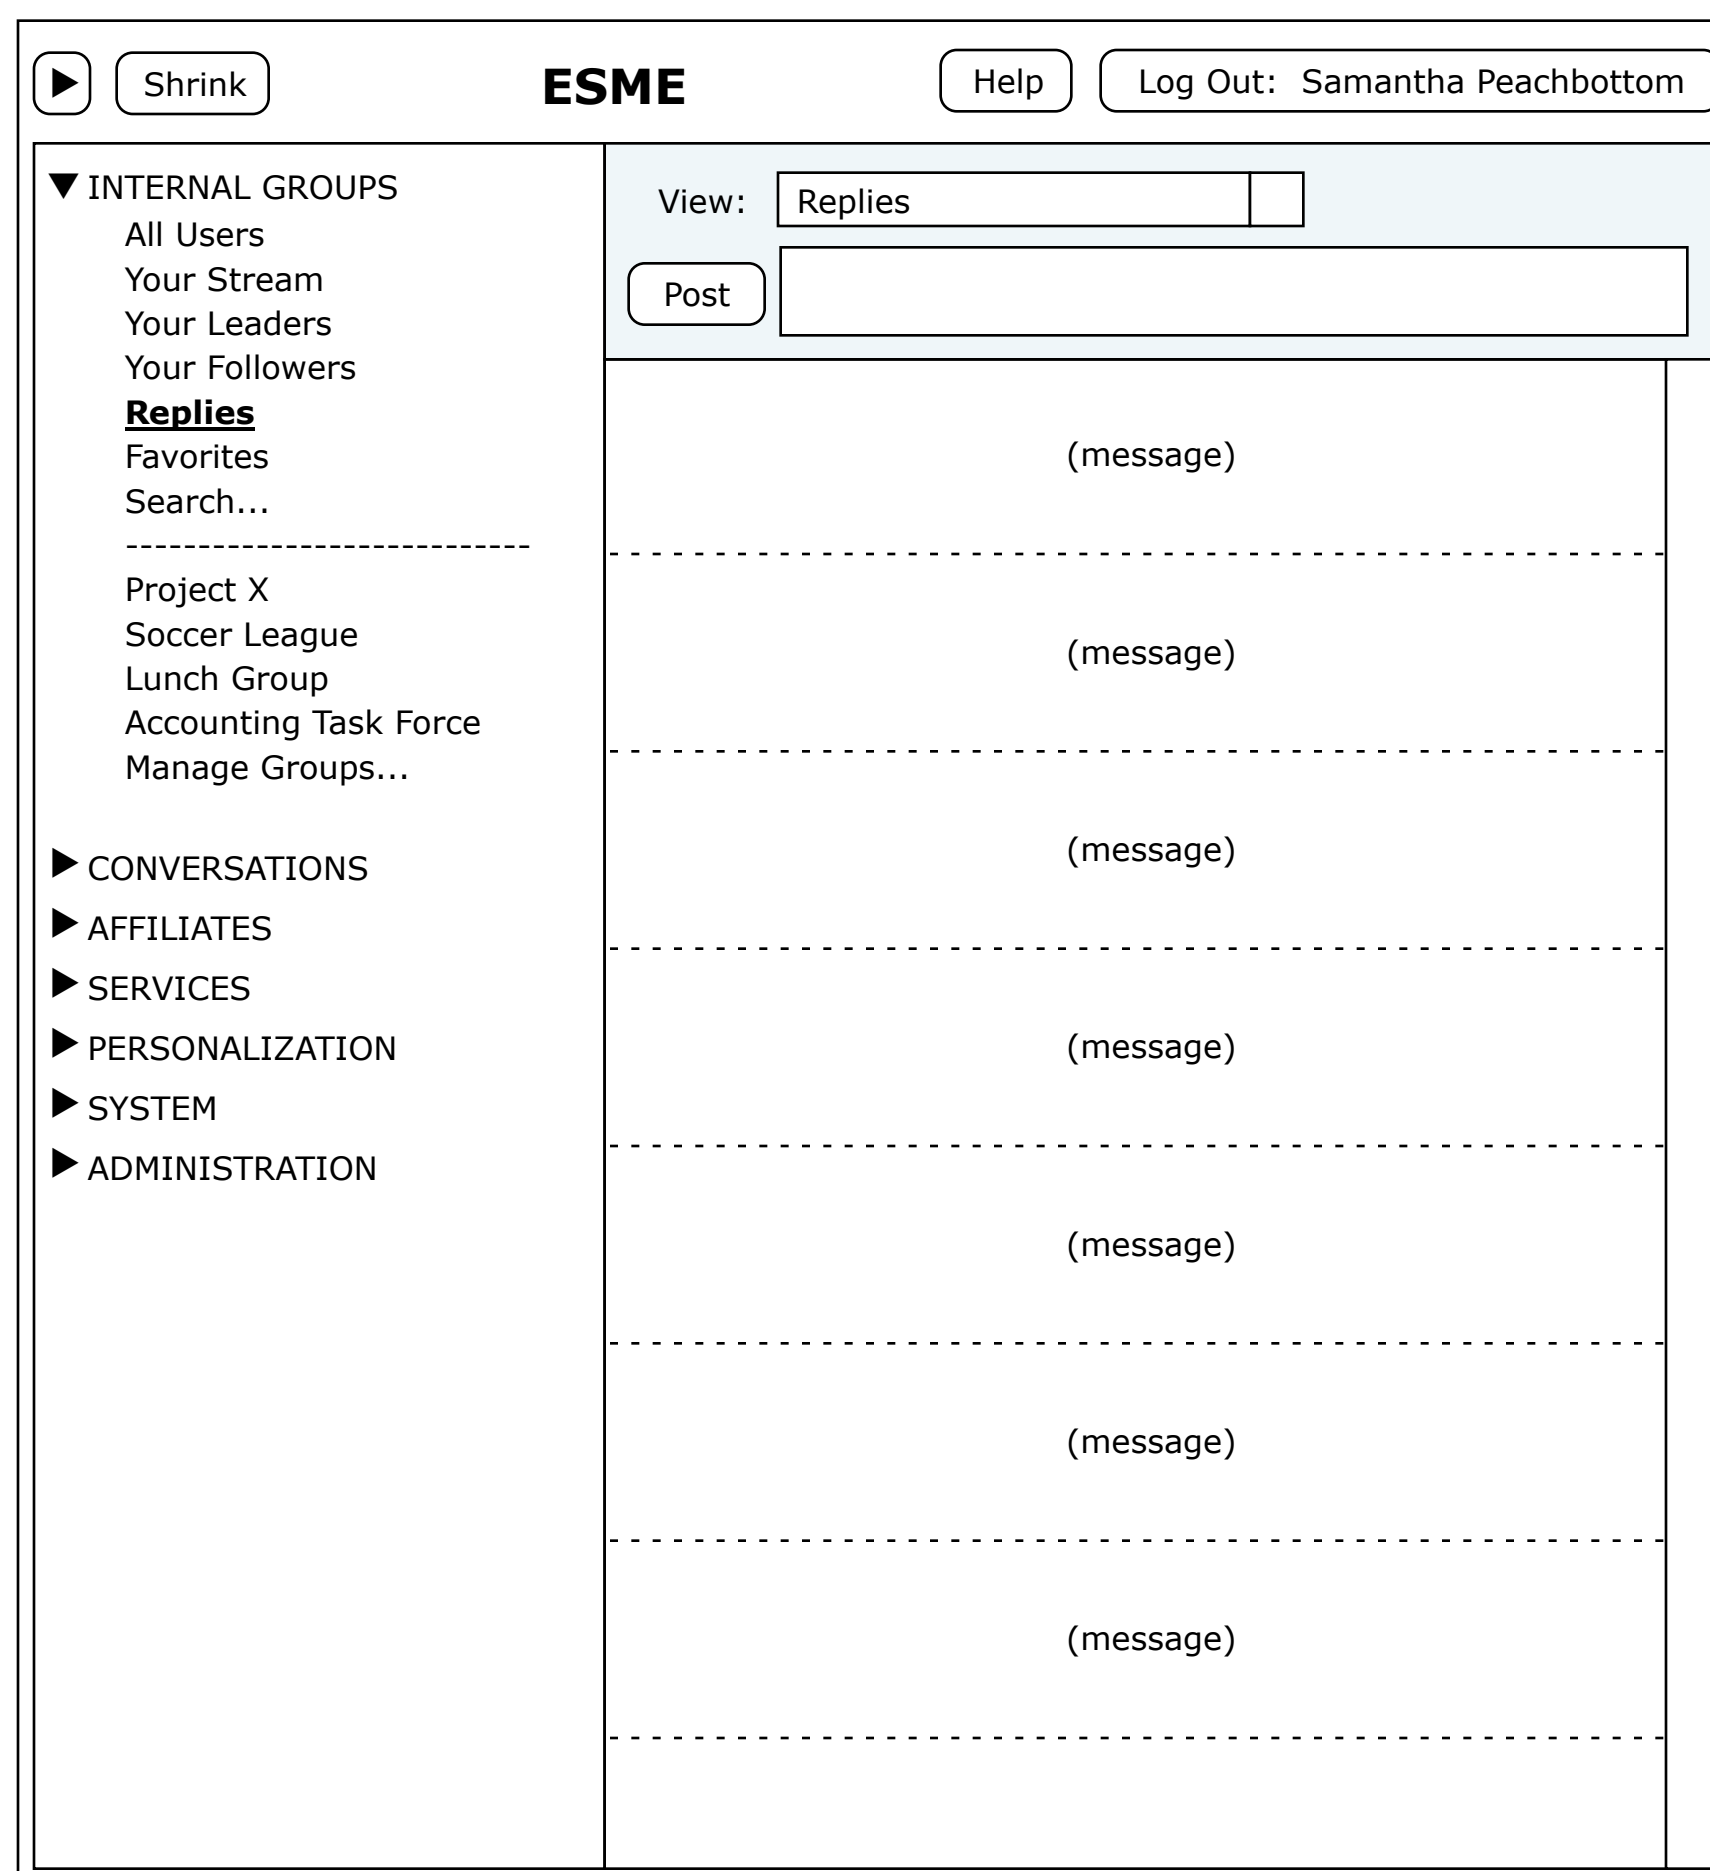 Shrink
ESME
Help
Log Out: Samantha Peachbottom
INTERNAL GROUPS
All Users
Your Stream
Your Leaders
Your Followers
Replies
Favorites
Search...
----------------------------
Project X
Soccer League
Lunch Group
Accounting Task Force
Manage Groups...
CONVERSATIONS
AFFILIATES
SERVICES
PERSONALIZATION
SYSTEM
ADMINISTRATION
View:
Replies
Post
(message)
(message)
(message)
(message)
(message)
(message)
(message)